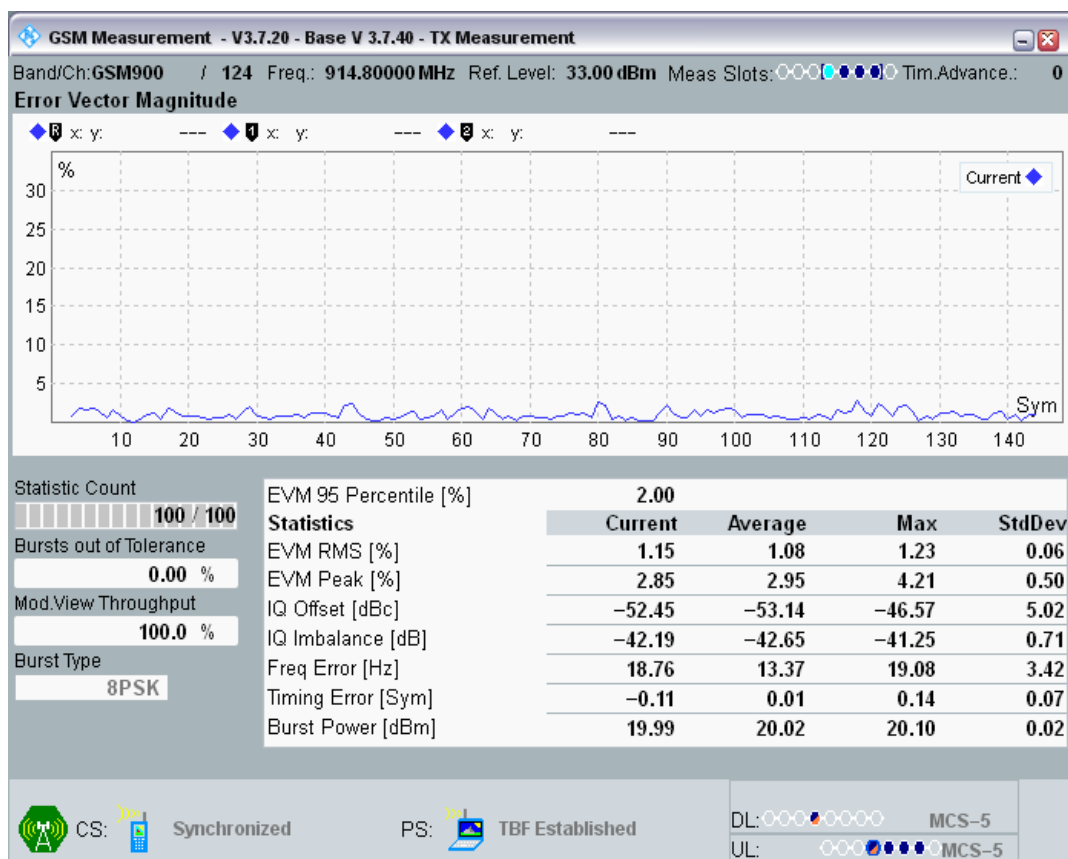 GSM Measurement - V3.7.20 - Base V 3.7.40 - TX Measurement
Band/Ch:GSM900 / 124 Freq.: 914.80000 MHz Ref. Level: 33.00 dBm Meas Slots: Tim.Advance.: 0
Error Vector Magnitude
R x: y: --- 1 x: y: --- 2 x: y: ---
%
Current
30
25
20
15
10
5
Sym
10 20 30 40 50 60 70 80 90 100 110 120 130 140
Statistic Count
100 / 100
Bursts out of Tolerance
0.00 %
Mod.View Throughput
100.0 %
Burst Type
8PSK
EVM 95 Percentile [%] 2.00
Statistics Current Average Max StdDev
EVM RMS [%] 1.15 1.08 1.23 0.06
EVM Peak [%] 2.85 2.95 4.21 0.50
IQ Offset [dBc] −52.45 −53.14 −46.57 5.02
IQ Imbalance [dB] −42.19 −42.65 −41.25 0.71
Freq Error [Hz] 18.76 13.37 19.08 3.42
Timing Error [Sym] −0.11 0.01 0.14 0.07
Burst Power [dBm] 19.99 20.02 20.10 0.02
CS: Synchronized PS: TBF Established
DL: MCS−5
UL: MCS−5